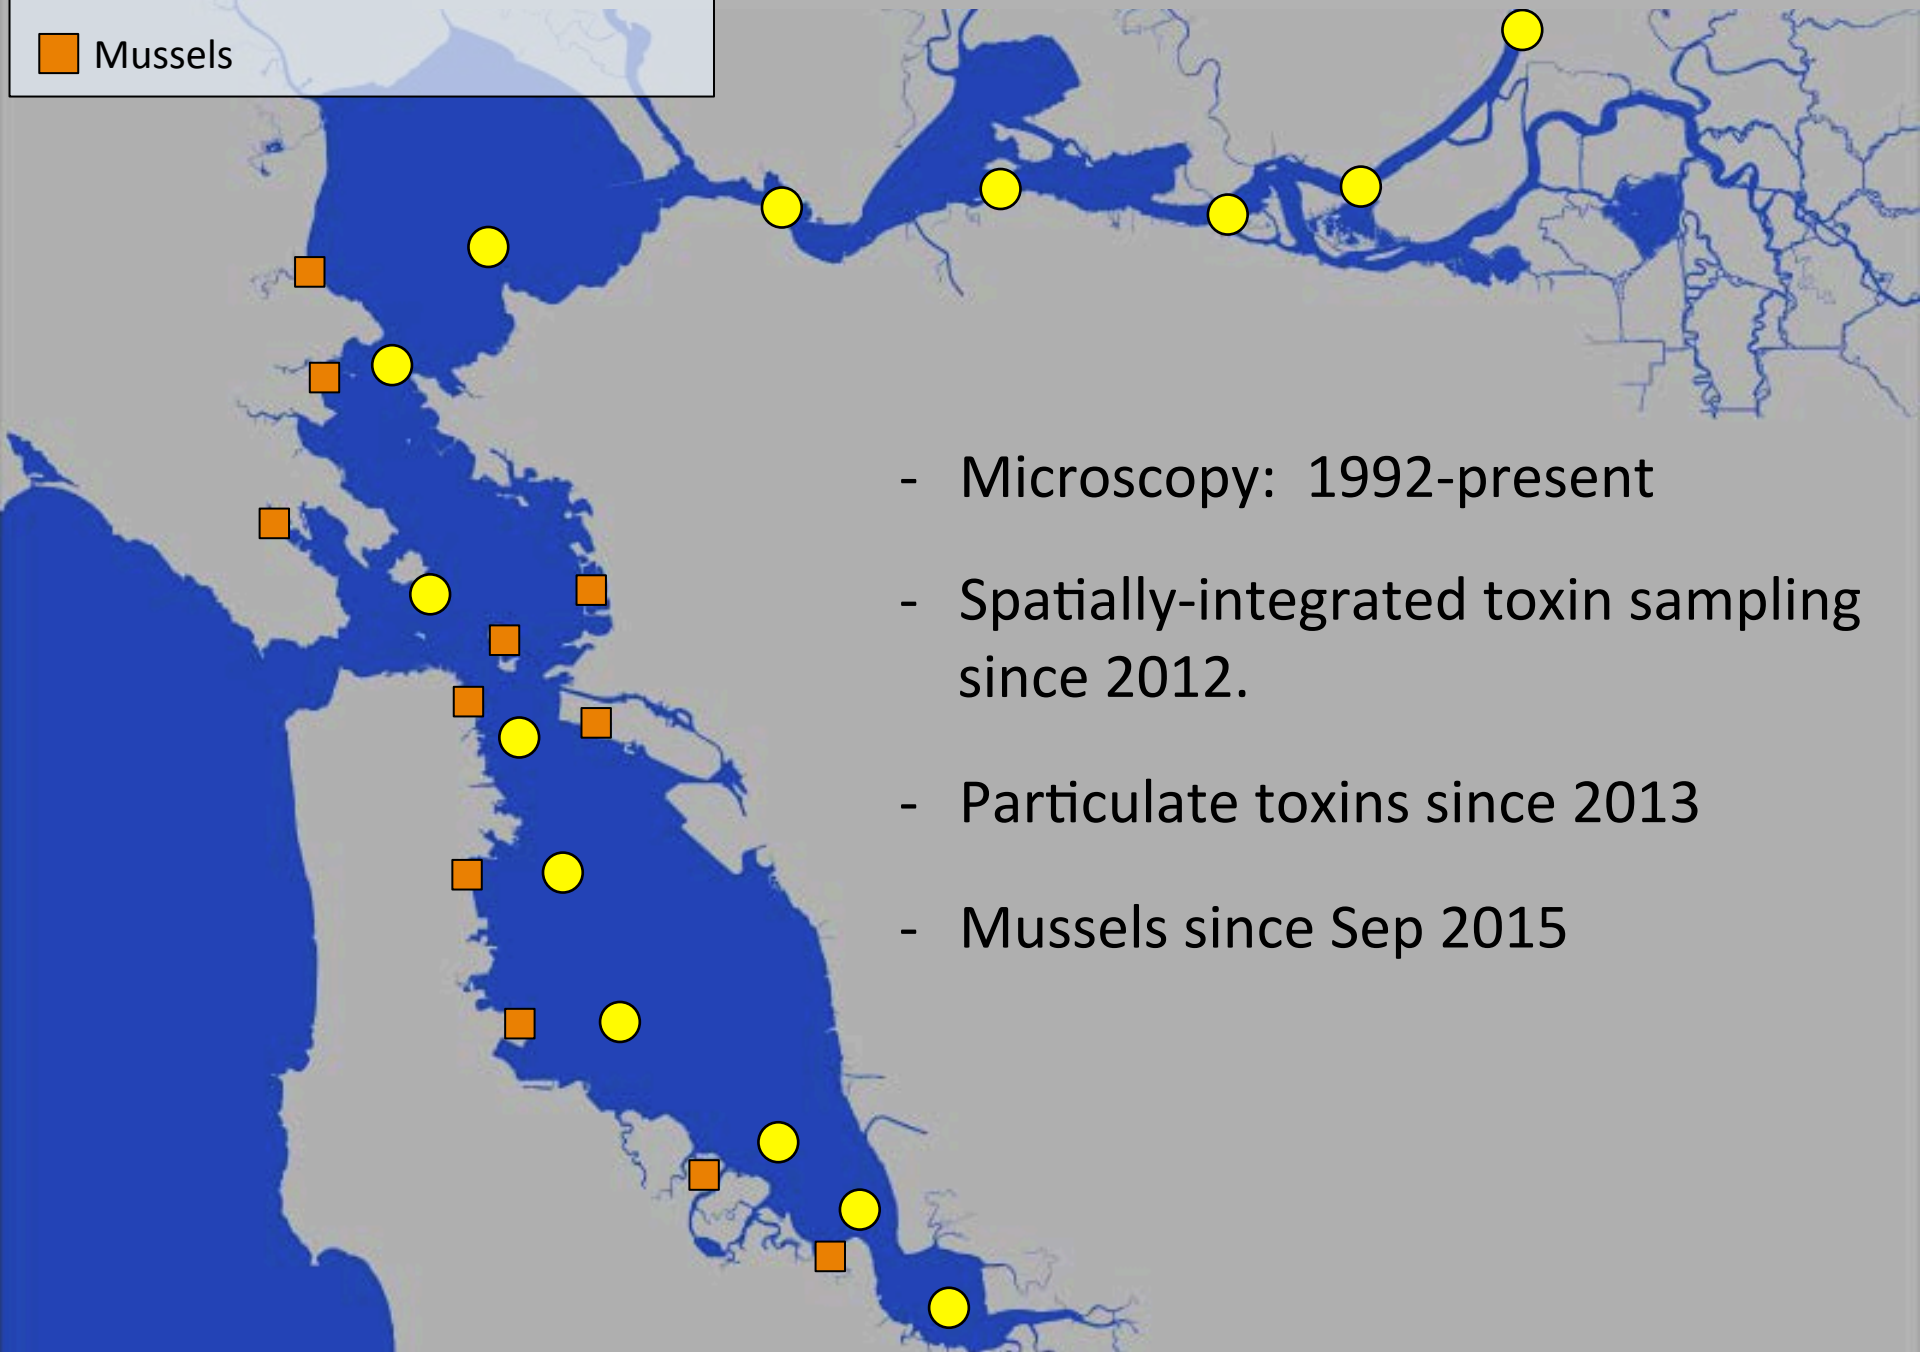 Mussels
- Microscopy: 1992-present
- Spatially-integrated toxin sampling
since 2012.
- Particulate toxins since 2013
- Mussels since Sep 2015